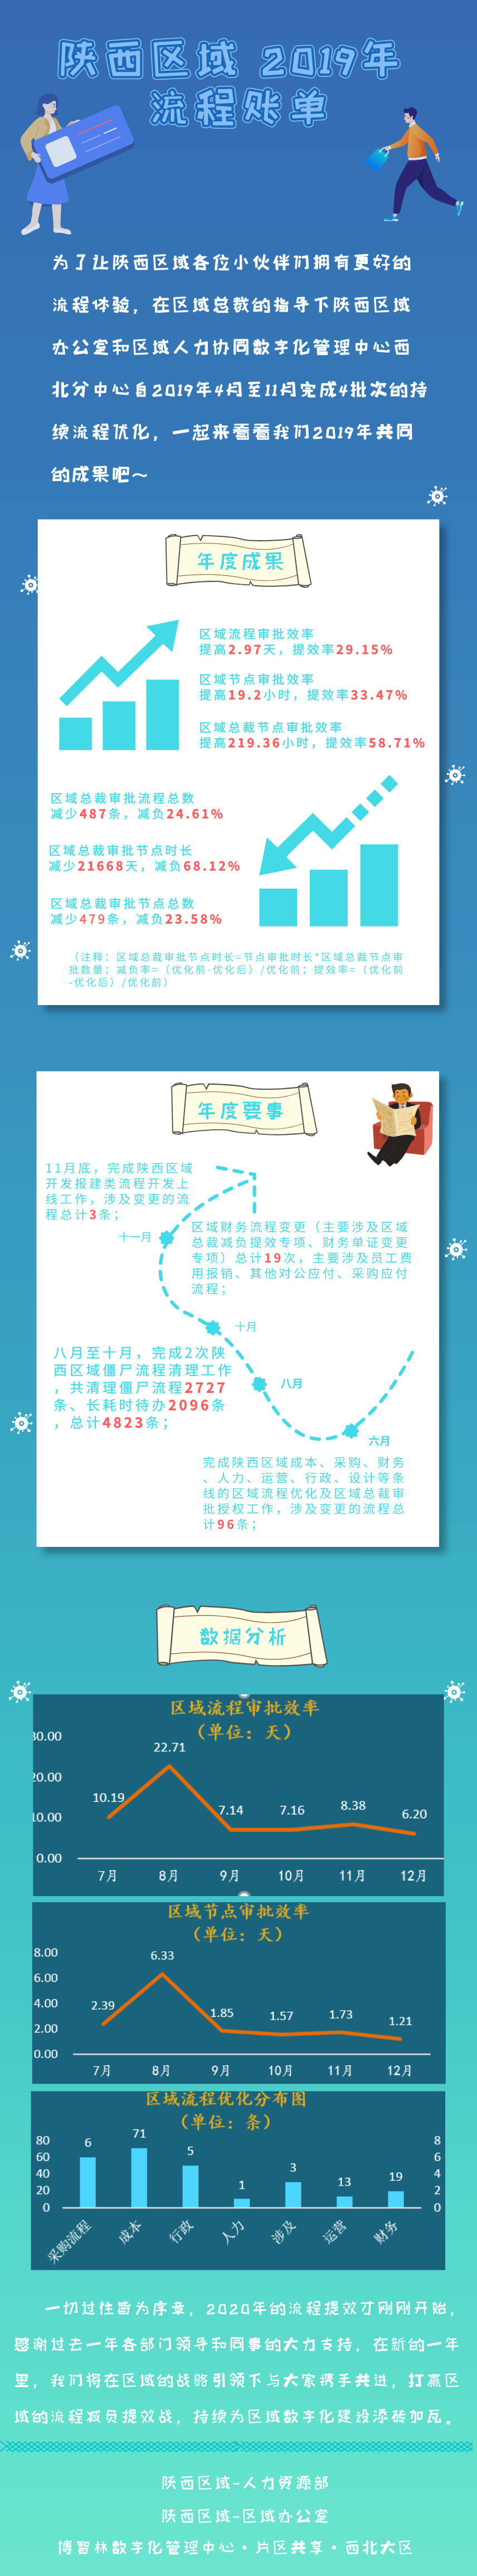 陕西区域 2019年
流程账单
为了让陕西区域各位小伙伴们拥有更好的
流程体验，在区域总裁的指导下陕西区域
办公室和区域人力协同数字化管理中心西
北分中心自2019年4月至11月完成4批次的持
续流程优化，一起来看看我们2019年共同
的成果吧～
年度成果
区域流程审批效率
提高2.97天，提效率29.15%
区域节点审批效率
提高19.2小时，提效率33.47%
区域总裁节点审批效率
提高219.36小时，提效率58.71%
区域总裁审批流程总数
减少487条，减负24.61%
区域总裁审批节点时长
减少21668天，减负68.12%
区域总裁审批节点总数
减少479条，减负23.58%
（注释：区域总裁审批节点时长=节点审批时长*区域总裁节点审
批数量；减负率=（优化前-优化后）/优化前；提效率=（优化前
-优化后）/优化前）
年度要事
11月底，完成陕西区域
开发报建类流程开发上
线工作，涉及变更的流
程总计3条；
十一月
区域财务流程变更（主要涉及区域
总裁减负提效专项、财务单证变更
专项）总计19次，主要涉及员工费
用报销、其他对公应付、采购应付
流程；
十月
八月至十月，完成2次陕
西区域僵尸流程清理工作
，共清理僵尸流程2727
条、长耗时待办2096条
，总计4823条；
八月
六月
完成陕西区域成本、采购、财务
、人力、运营、行政、设计等条
线的区域流程优化及区域总裁审
批授权工作，涉及变更的流程总
计96条；
数据分析
区域流程审批效率
（单位：天）
30.00
20.00
10.00
0.00
10.19
22.71
7.14
7.16
8.38
6.20
7月 8月 9月 10月 11月 12月
区域节点审批效率
（单位：天）
8.00
6.00
4.00
2.00
0.00
2.39
6.33
1.85
1.57
1.73
1.21
7月 8月 9月 10月 11月 12月
区域流程优化分布图
（单位：条）
80
60
40
20
0
6 71 5 1 3 13 19
8
6
4
2
0
采购流程 成本 行政 人力 涉及 运营 财务
一切过往皆为序章，2020年的流程提效才刚刚开始，
感谢过去一年各部门领导和同事的大力支持，在新的一年
里，我们将在区域的战略引领下与大家携手共进，打赢区
域的流程减负提效战，持续为区域数字化建设添砖加瓦。
陕西区域-人力资源部
陕西区域-区域办公室
博智林数字化管理中心·片区共享·西北大区